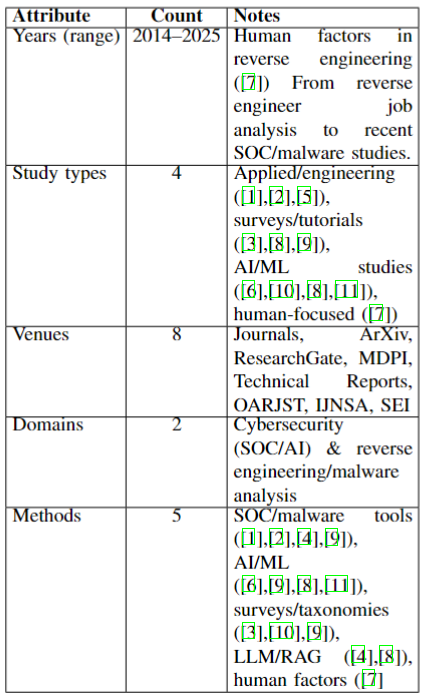 Attribute Count Notes
Years (range) 2014–2025 Human factors in
reverse engineering
([7]) From reverse
engineer job
analysis to recent
SOC/malware studies.
Study types 4 Applied/engineering
([1],[2],[5]),
surveys/tutorials
([3],[8],[9]),
AI/ML studies
([6],[10],[8],[11]),
human-focused ([7])
Venues 8 Journals, ArXiv,
ResearchGate, MDPI,
Technical Reports,
OARJST, IJNSA, SEI
Domains 2 Cybersecurity
(SOC/AI) & reverse
engineering/malware
analysis
Methods 5 SOC/malware tools
([1],[2],[4],[9]),
AI/ML
([6],[9],[8],[11]),
surveys/taxonomies
([3],[10],[9]),
LLM/RAG ([4],[8]),
human factors ([7]